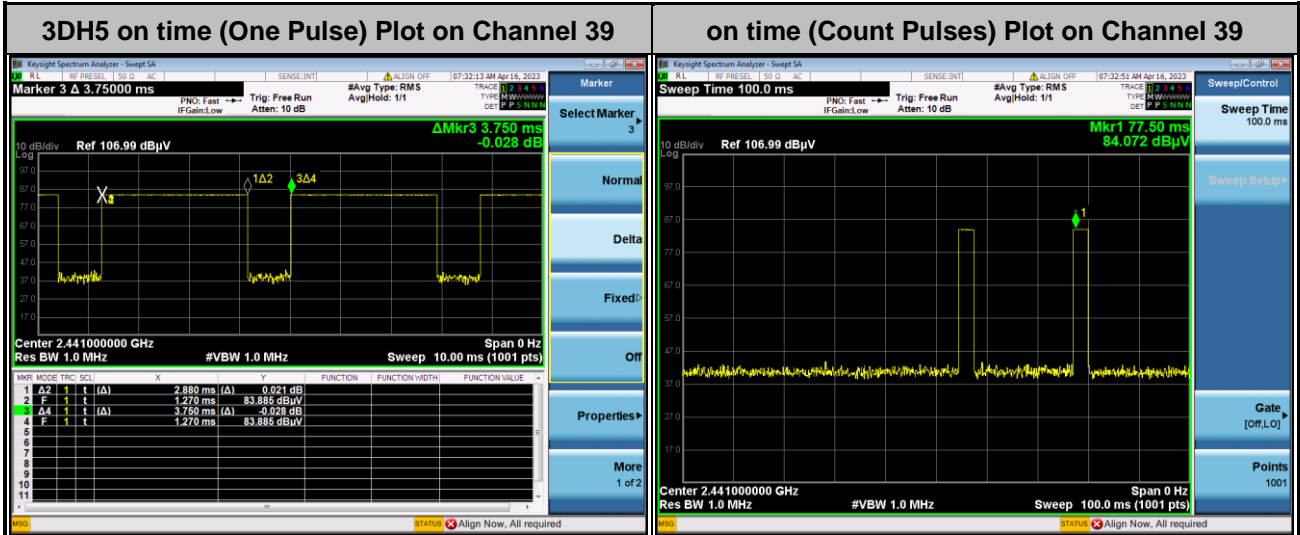 3DH5 on time (One Pulse) Plot on Channel 39
Keysight Spectrum Analyzer - Swept SA
RL RF PRESEL 50 Ω AC SENSE:INT ALIGN OFF 07:32:13 AM Apr 16, 2023
Marker 3 Δ 3.75000 ms
PNO: Fast Trig: Free Run #Avg Type: RMS TRACE 1 2 3 4 5 6
IFGain:Low Atten: 10 dB Avg|Hold: 1/1 TYPE MWWWWW
DET P P S N N N
ΔMkr3 3.750 ms
-0.028 dB
10 dB/div Ref 106.99 dBµV
Log
97.0
87.0
77.0
67.0
57.0
47.0
37.0
27.0
17.0
1Δ2 3Δ4
Center 2.441000000 GHz Span 0 Hz
Res BW 1.0 MHz #VBW 1.0 MHz Sweep 10.00 ms (1001 pts)
MKR MODE TRC SCL X Y FUNCTION FUNCTION WIDTH FUNCTION VALUE
1 Δ2 1 t (Δ) 2.880 ms (Δ) 0.021 dB
2 F 1 t 1.270 ms 83.885 dBµV
3 Δ4 1 t (Δ) 3.750 ms (Δ) -0.028 dB
4 F 1 t 1.270 ms 83.885 dBµV
5
6
7
8
9
10
11
MSG STATUS Align Now, All required
Marker
Select Marker
3
Normal
Delta
Fixed
Off
Properties
More
1 of 2
on time (Count Pulses) Plot on Channel 39
Keysight Spectrum Analyzer - Swept SA
RL RF PRESEL 50 Ω AC SENSE:INT ALIGN OFF 07:32:51 AM Apr 16, 2023
Sweep Time 100.0 ms
PNO: Fast Trig: Free Run #Avg Type: RMS TRACE 1 2 3 4 5 6
IFGain:Low Atten: 10 dB Avg|Hold: 1/1 TYPE MWWWWW
DET P P S N N N
Mkr1 77.50 ms
84.072 dBµV
10 dB/div Ref 106.99 dBµV
Log
97.0
87.0
77.0
67.0
57.0
47.0
37.0
27.0
17.0
1
Center 2.441000000 GHz Span 0 Hz
Res BW 1.0 MHz #VBW 1.0 MHz Sweep 100.0 ms (1001 pts)
MSG STATUS Align Now, All required
Sweep/Control
Sweep Time
100.0 ms
Sweep Setup
Gate
[Off,LO]
Points
1001